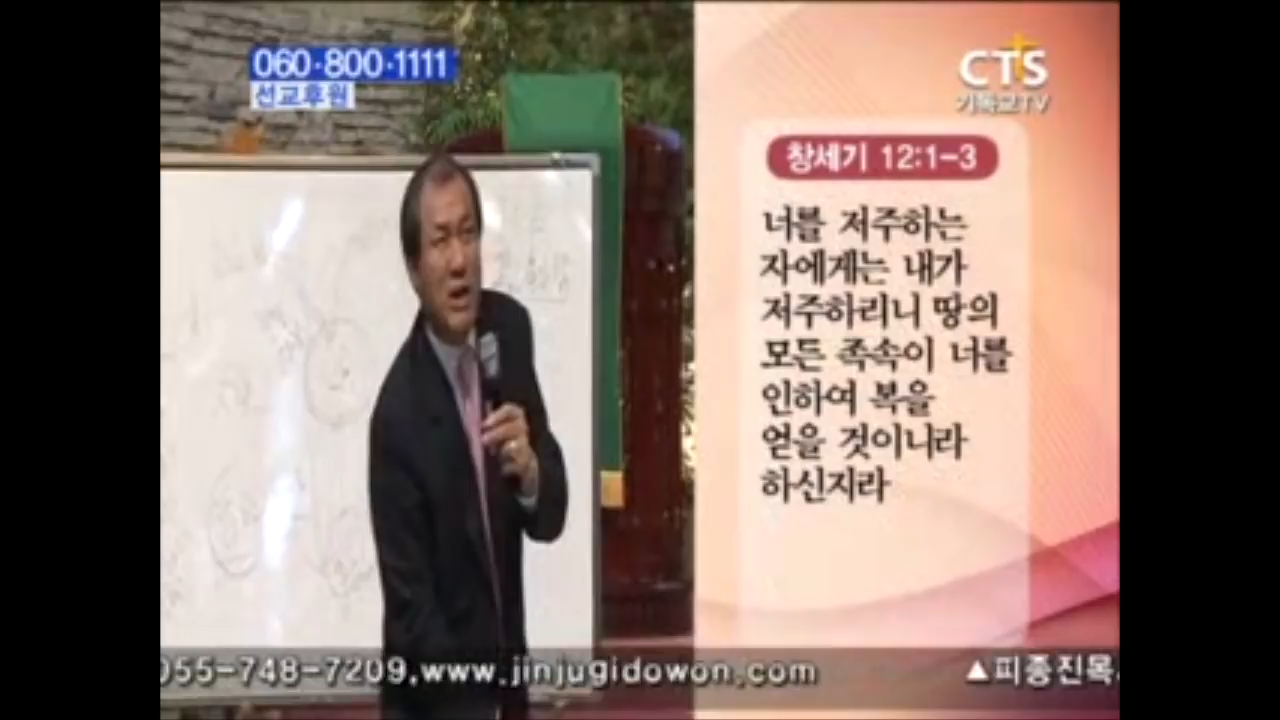 060·800·1111
선교후원
CTS
기독교TV
창세기 12:1-3
너를 저주하는
자에게는 내가
저주하리니 땅의
모든 족속이 너를
인하여 복을
얻을 것이니라
하신지라
055-748-7209,www.jinjugidowon.com ▲피종진목